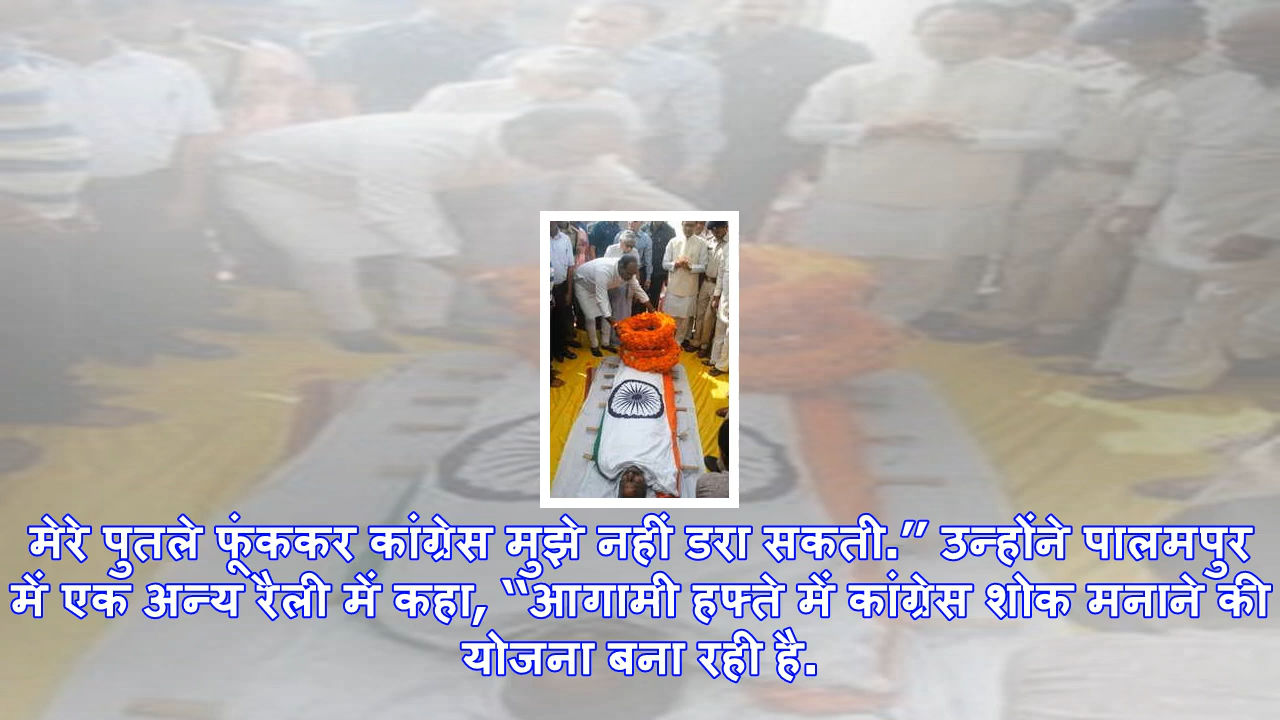 मेरे पुतले फूंककर कांग्रेस मुझे नहीं डरा सकती.’’ उन्होंने पालमपुर
में एक अन्य रैली में कहा, ‘‘आगामी हफ्ते में कांग्रेस शोक मनाने की
योजना बना रही है.